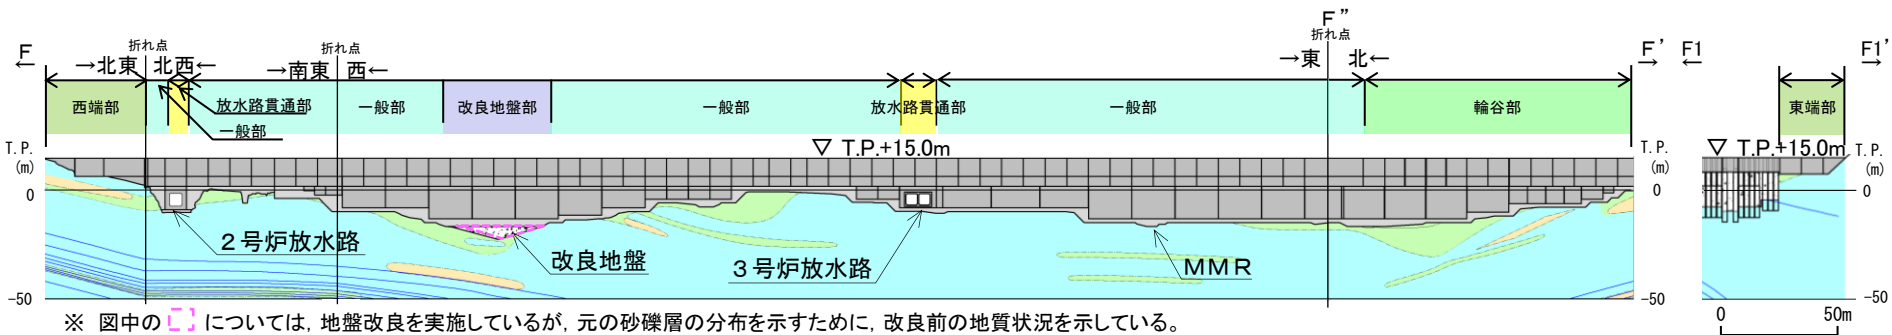 F → F' F1 → F1'
F”
折れ点 折れ点 折れ点
→北東 北西← →南東 西← →東 北←
西端部 放水路貫通部 一般部 改良地盤部 一般部 放水路貫通部 一般部 輪谷部 東端部
一般部
T.P. (m) ▽ T.P.+15.0m T.P. (m) ▽ T.P.+15.0m T.P. (m)
0 0 0
2号炉放水路 改良地盤 3号炉放水路 MMR
-50 -50 -50
0 50m
※ 図中の については, 地盤改良を実施しているが, 元の砂礫層の分布を示すために, 改良前の地質状況を示している。